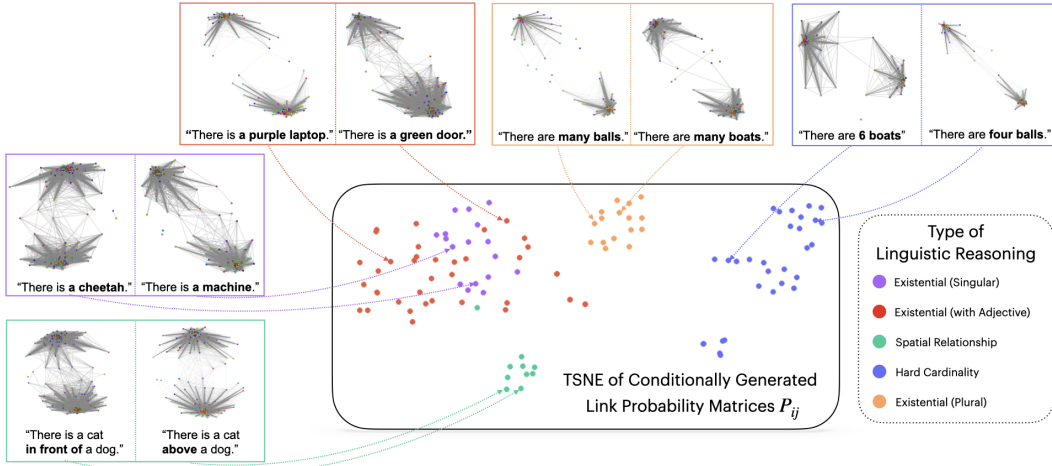 “There is a purple laptop.”
“There is a green door.”
“There are many balls.”
“There are many boats.”
“There are 6 boats”
“There are four balls.”
“There is a cheetah.”
“There is a machine.”
“There is a cat
in front of a dog.”
“There is a cat
above a dog.”
TSNE of Conditionally Generated
Link Probability Matrices Pij
Type of
Linguistic Reasoning
Existential (Singular)
Existential (with Adjective)
Spatial Relationship
Hard Cardinality
Existential (Plural)